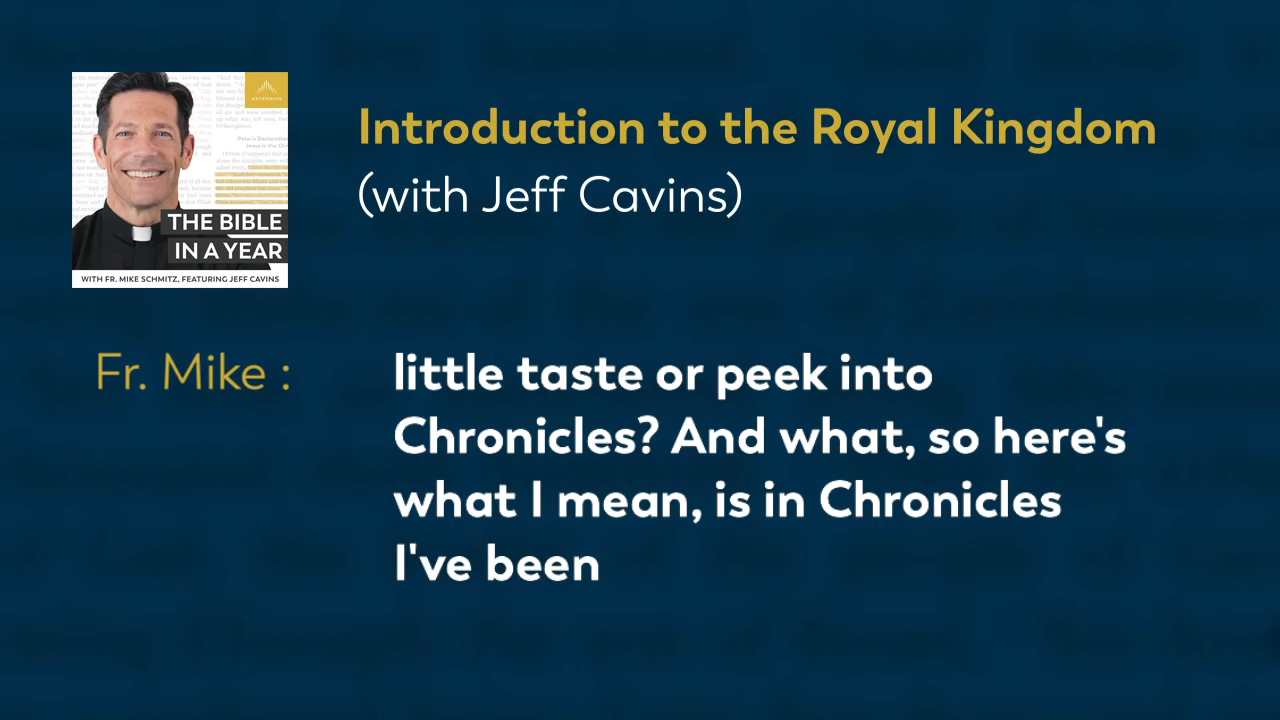 ASCENSION
THE BIBLE
IN A YEAR
WITH FR. MIKE SCHMITZ, FEATURING JEFF CAVINS
Introduction to the Royal Kingdom
(with Jeff Cavins)
Fr. Mike :
little taste or peek into
Chronicles? And what, so here's
what I mean, is in Chronicles
I've been